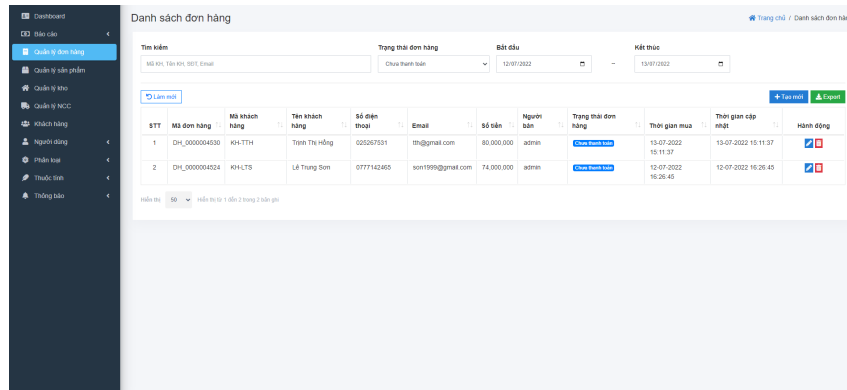 Dashboard
Báo cáo
Quản lý đơn hàng
Quản lý sản phẩm
Quản lý kho
Quản lý NCC
Khách hàng
Người dùng
Phân loại
Thuộc tính
Thông báo
Danh sách đơn hàng
Trang chủ / Danh sách đơn hàn
Tìm kiếm Trạng thái đơn hàng Bắt đầu Kết thúc
Mã KH, Tên KH, SĐT, Email Chưa thanh toán 12/07/2022 – 13/07/2022
Làm mới + Tạo mới Export
STT Mã đơn hàng Mã khách hàng Tên khách hàng Số điện thoại Email Số tiền Người bán Trạng thái đơn hàng Thời gian mua Thời gian cập nhật Hành động
1 DH_0000004530 KH-TTH Trịnh Thị Hồng 025267531 tth@gmail.com 80,000,000 admin Chưa thanh toán 13-07-2022 15:11:37 13-07-2022 15:11:37
2 DH_0000004524 KH-LTS Lê Trung Sơn 0777142465 son1999@gmail.com 74,000,000 admin Chưa thanh toán 12-07-2022 16:26:45 12-07-2022 16:26:45
Hiển thị 50 Hiển thị từ 1 đến 2 trong 2 bản ghi